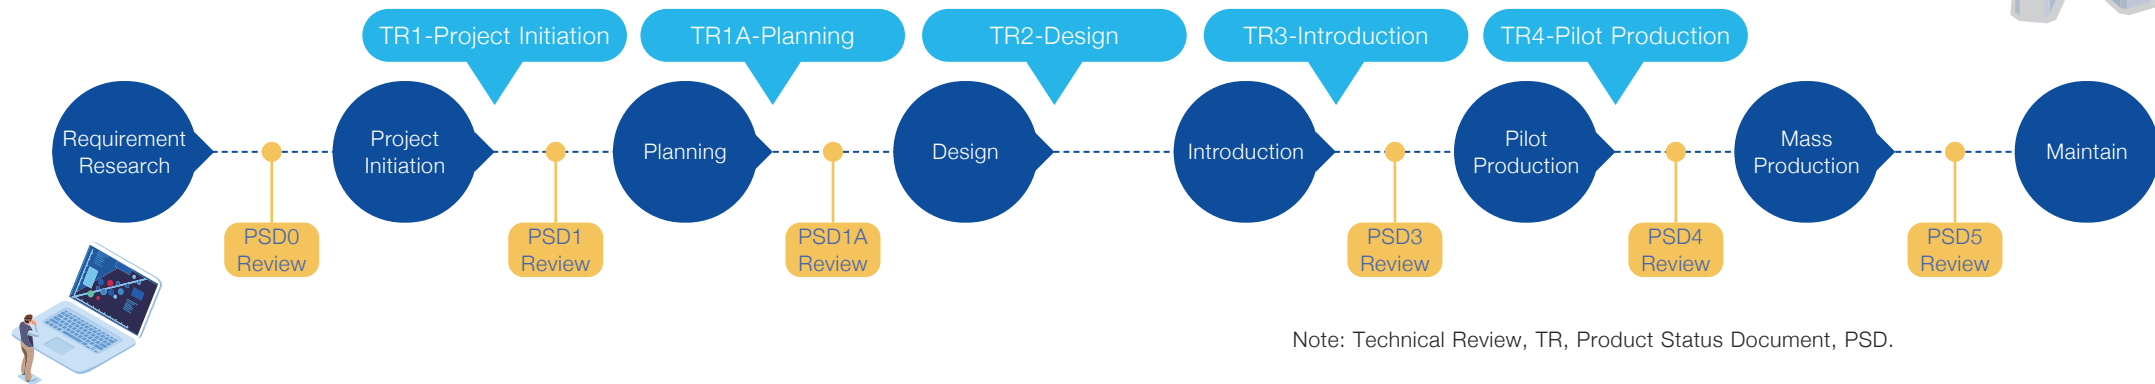 TR1-Project Initiation
TR1A-Planning
TR2-Design
TR3-Introduction
TR4-Pilot Production
Requirement
Research
Project
Initiation
Planning
Design
Introduction
Pilot
Production
Mass
Production
Maintain
PSD0
Review
PSD1
Review
PSD1A
Review
PSD3
Review
PSD4
Review
PSD5
Review
Note: Technical Review, TR, Product Status Document, PSD.